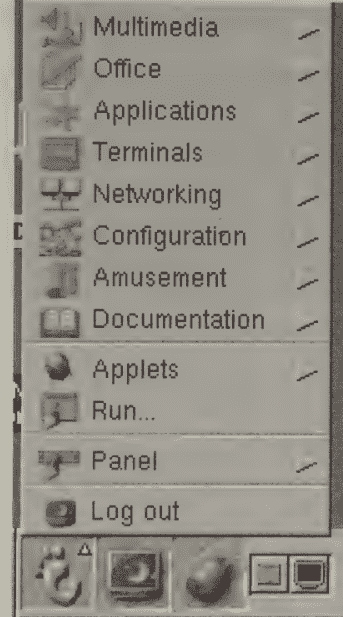 Multimedia
Office
Applications
Terminals
Networking
Configuration
Amusement
Documentation
Applets
Run...
Panel
Log out